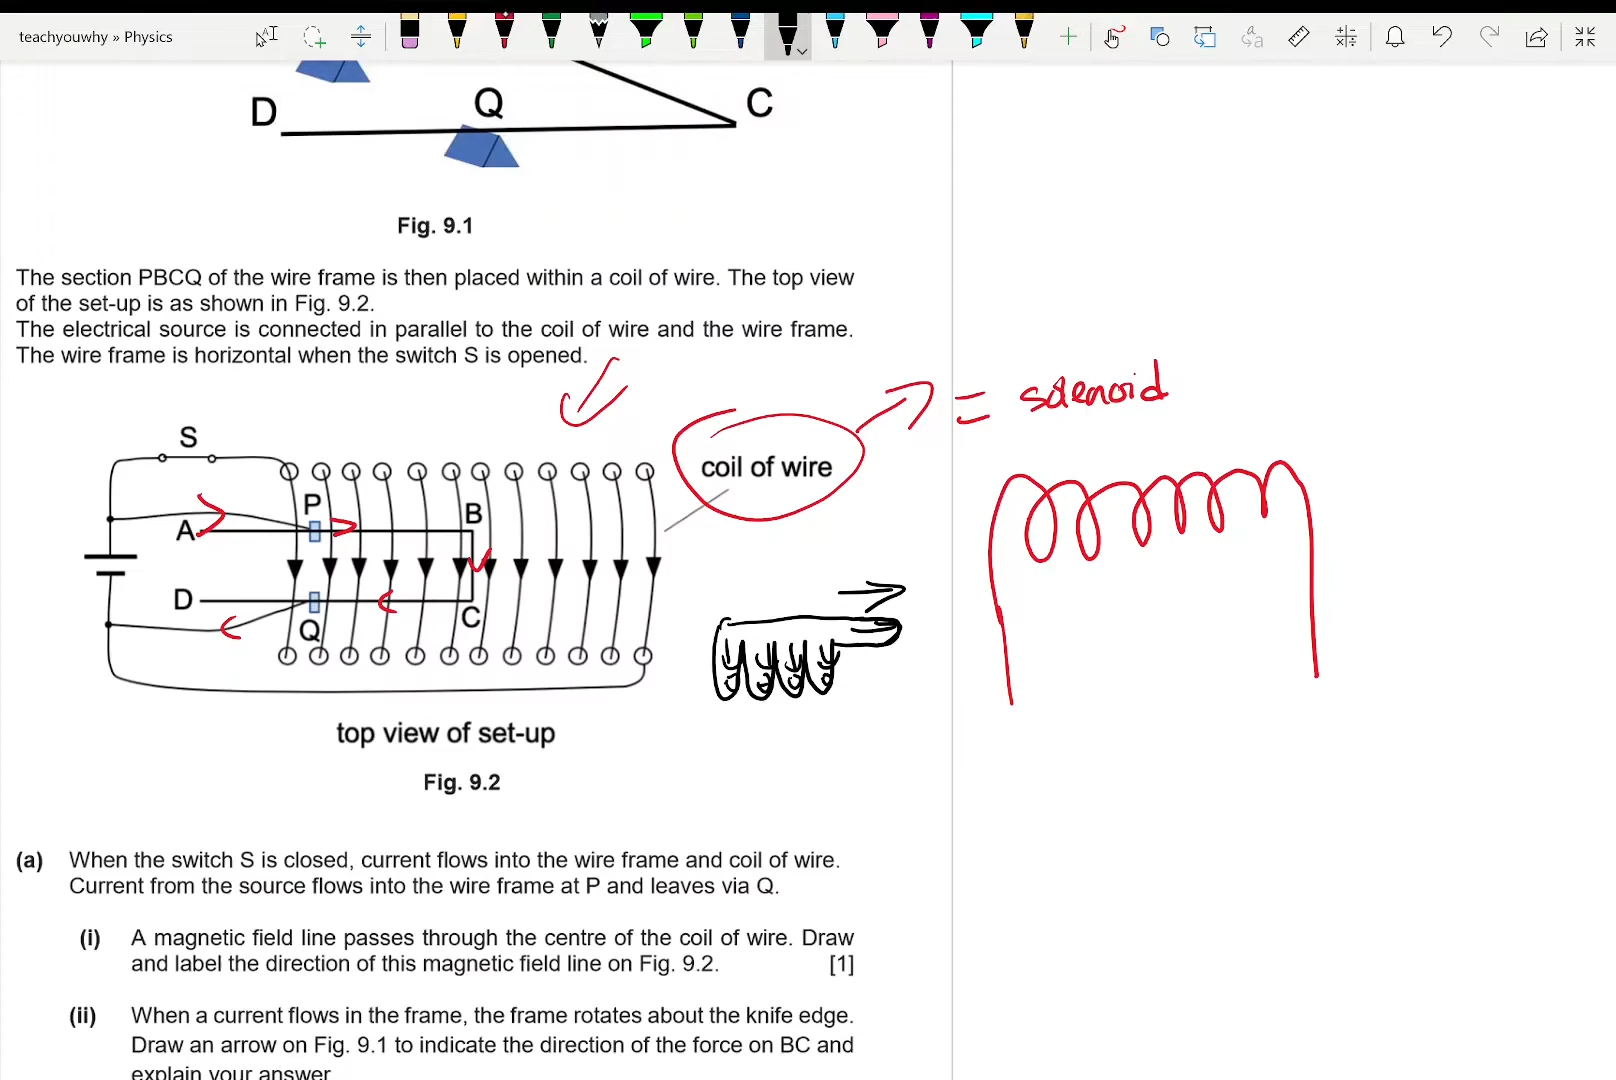 teachyouwhy » Physics
D
Q
C
Fig. 9.1
The section PBCQ of the wire frame is then placed within a coil of wire. The top view
of the set-up is as shown in Fig. 9.2.
The electrical source is connected in parallel to the coil of wire and the wire frame.
The wire frame is horizontal when the switch S is opened.
= solenoid
S
coil of wire
P
B
A
D
Q
C
top view of set-up
Fig. 9.2
(a) When the switch S is closed, current flows into the wire frame and coil of wire.
Current from the source flows into the wire frame at P and leaves via Q.
(i) A magnetic field line passes through the centre of the coil of wire. Draw
and label the direction of this magnetic field line on Fig. 9.2. [1]
(ii) When a current flows in the frame, the frame rotates about the knife edge.
Draw an arrow on Fig. 9.1 to indicate the direction of the force on BC and
explain your answer